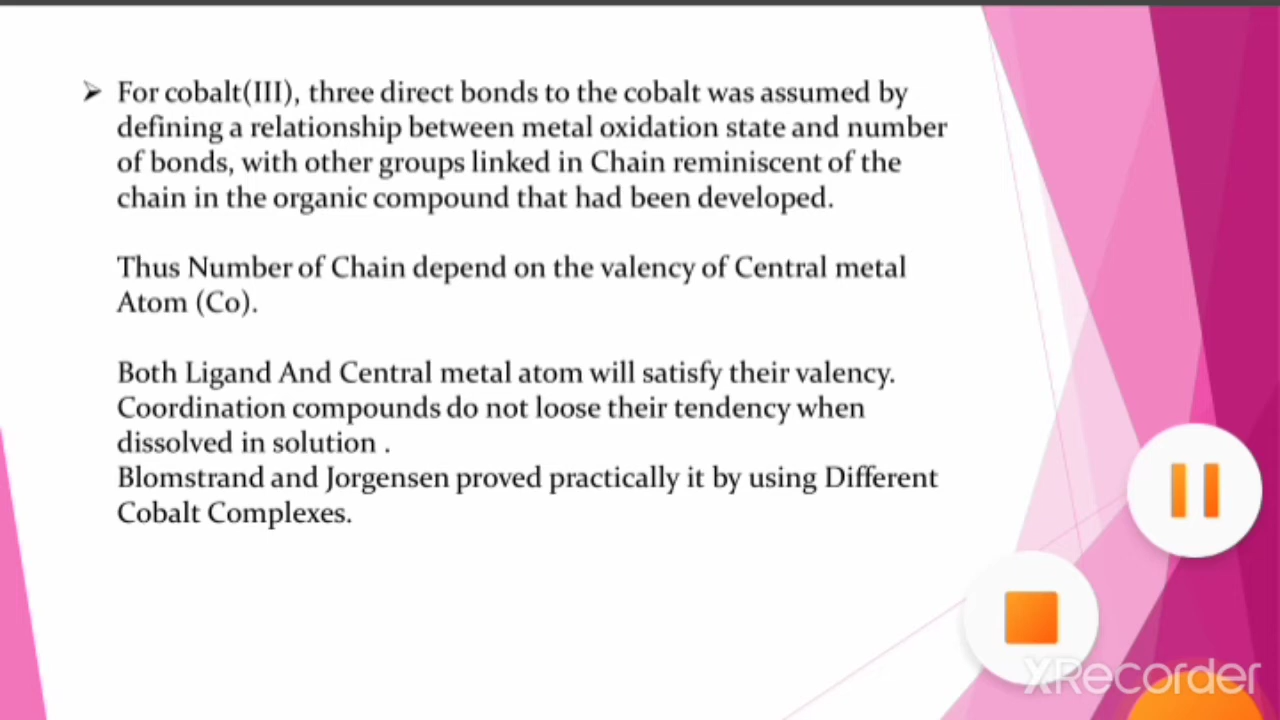 ➢ For cobalt(III), three direct bonds to the cobalt was assumed by
defining a relationship between metal oxidation state and number
of bonds, with other groups linked in Chain reminiscent of the
chain in the organic compound that had been developed.
Thus Number of Chain depend on the valency of Central metal
Atom (Co).
Both Ligand And Central metal atom will satisfy their valency.
Coordination compounds do not loose their tendency when
dissolved in solution .
Blomstrand and Jorgensen proved practically it by using Different
Cobalt Complexes.
XRecorder